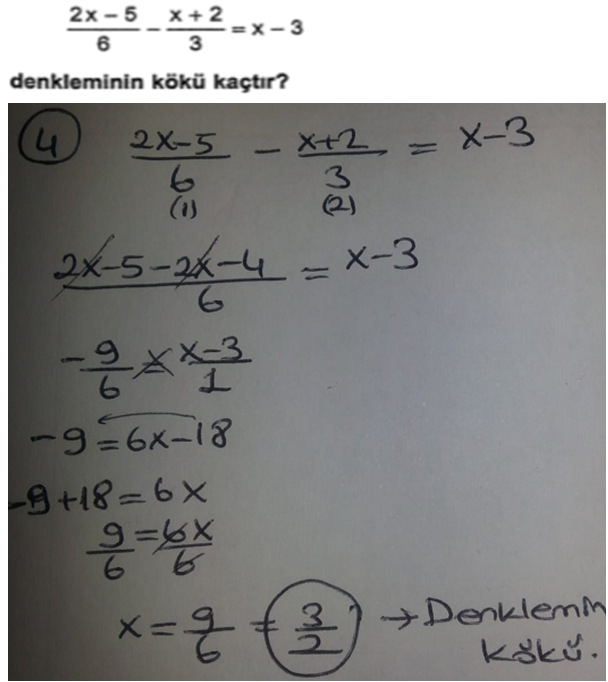 (2x – 5)/6 – (x + 2)/3 = x – 3
denkleminin kökü kaçtır?
4 (2x-5)/6 - (x+2)/3 = x-3
(1) (2)
(2x-5-2x-4)/6 = x-3
-9/6 = (x-3)/1
-9=6x-18
-9+18=6x
9/6=6x/6
x=9/6=3/2 → Denklemin
kökü.